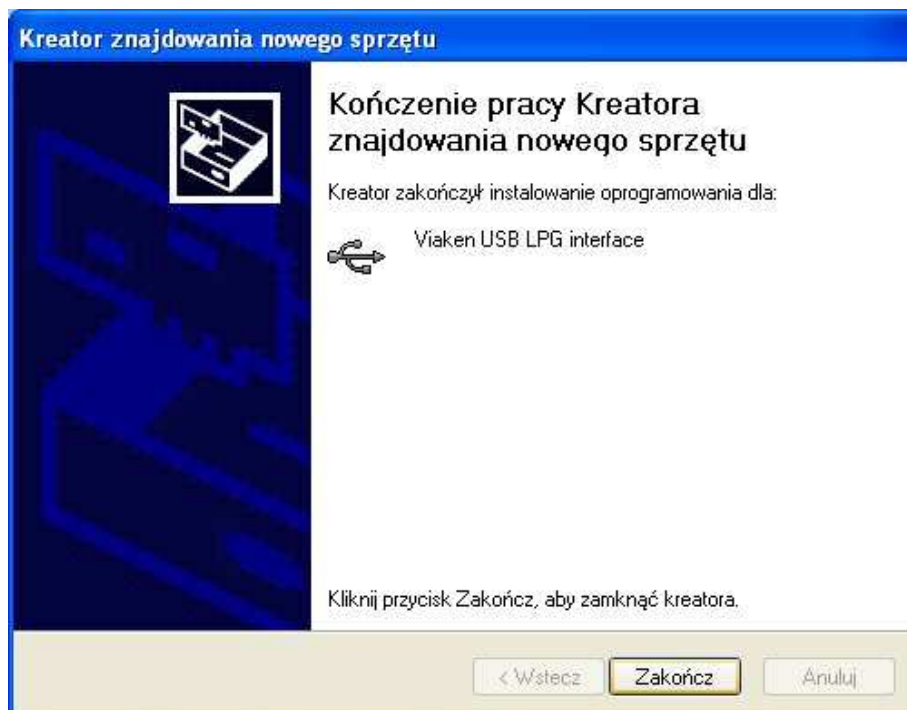 Kreator znajdowania nowego sprzętu
Kończenie pracy Kreatora
znajdowania nowego sprzętu
Kreator zakończył instalowanie oprogramowania dla:
Viaken USB LPG interface
Kliknij przycisk Zakończ, aby zamknąć kreatora.
< Wstecz
Zakończ
Anuluj